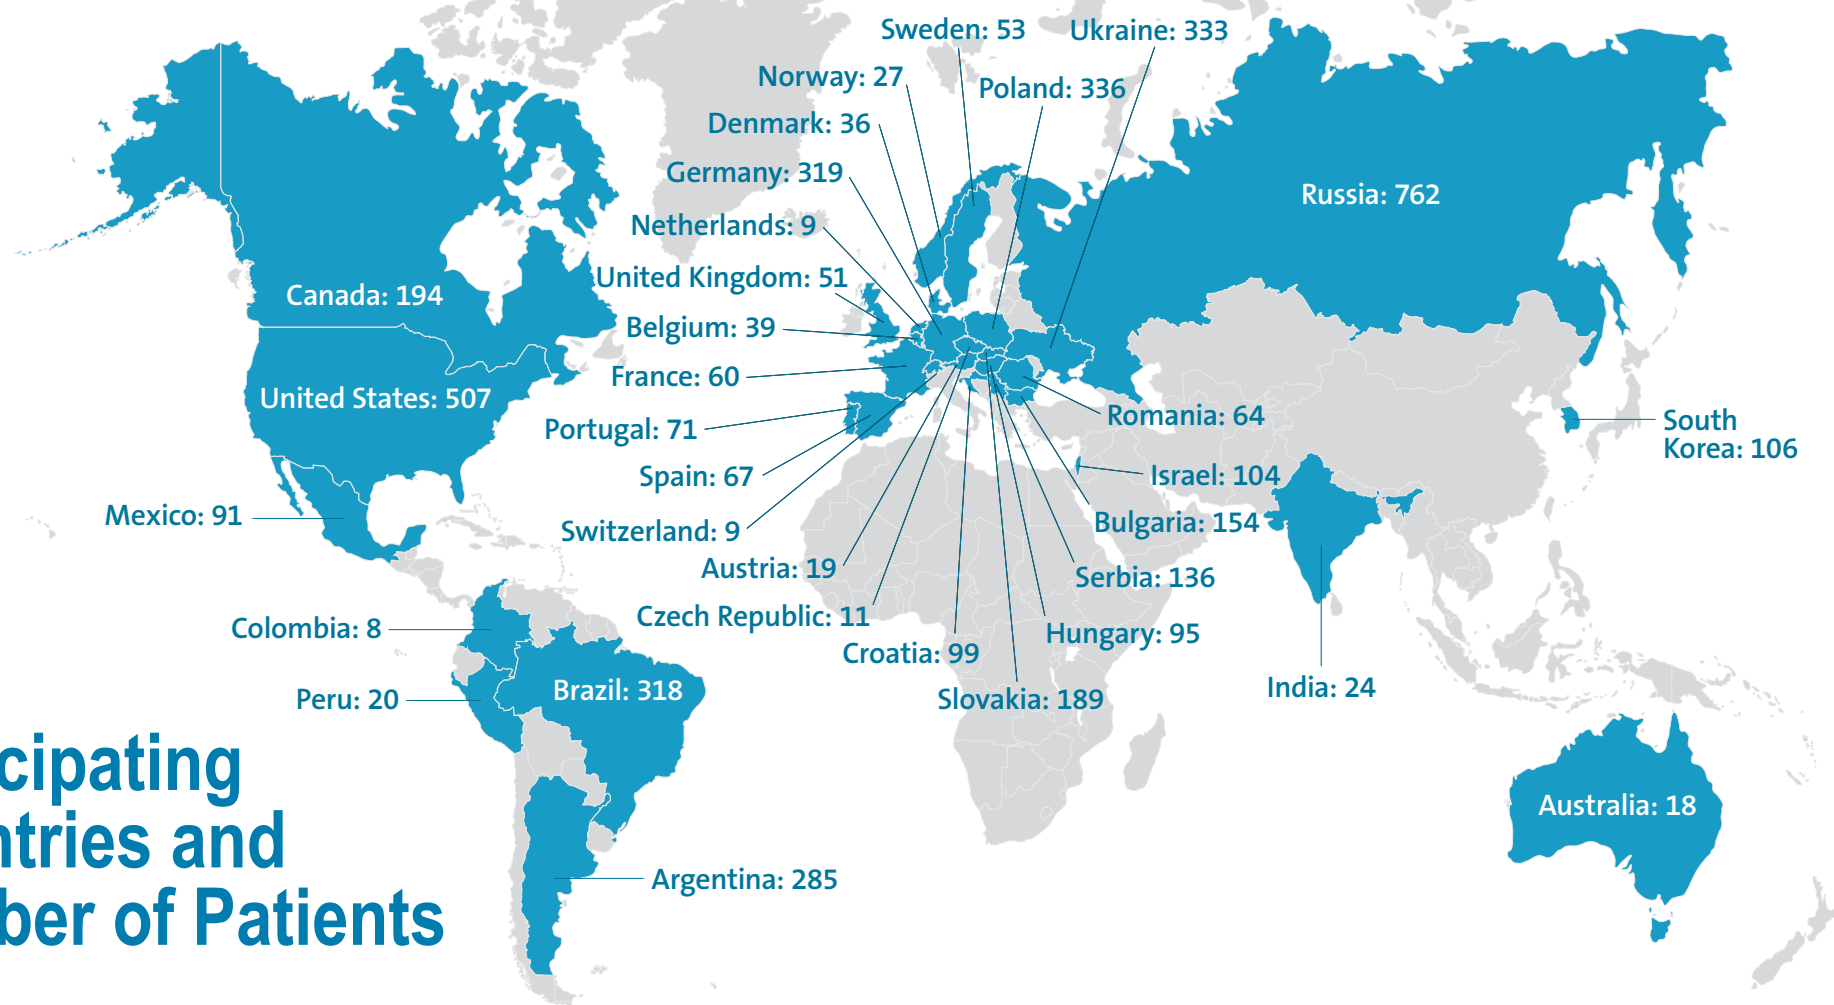 Sweden: 53
Ukraine: 333
Norway: 27
Poland: 336
Denmark: 36
Germany: 319
Russia: 762
Netherlands: 9
United Kingdom: 51
Canada: 194
Belgium: 39
France: 60
United States: 507
Romania: 64
Portugal: 71
South
Korea: 106
Spain: 67
Israel: 104
Mexico: 91
Switzerland: 9
Bulgaria: 154
Austria: 19
Serbia: 136
Czech Republic: 11
Colombia: 8
Hungary: 95
Croatia: 99
India: 24
Peru: 20
Brazil: 318
Slovakia: 189
cipating
ntries and
ber of Patients
Australia: 18
Argentina: 285